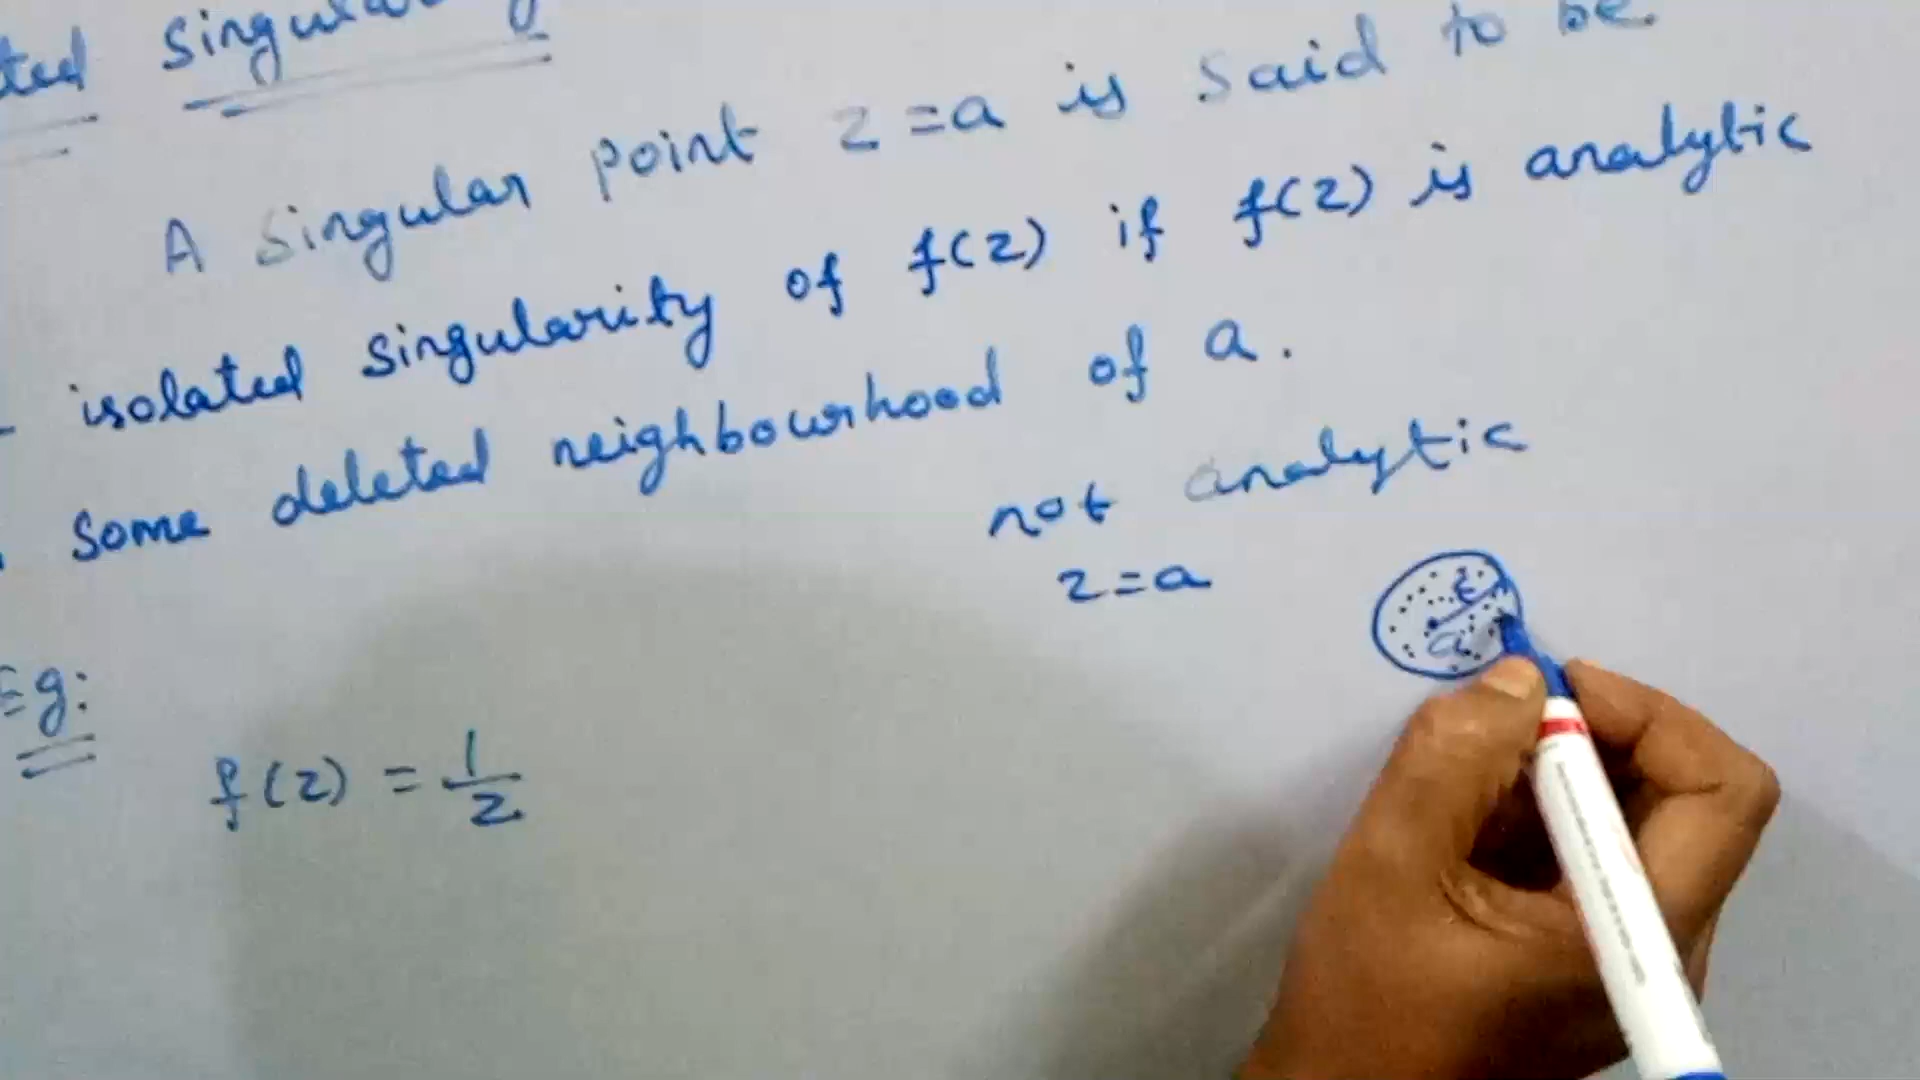 ted Singularity
A Singular point z=a is said to be
isolated singularity of f(z) if f(z) is analytic
some deleted neighbourhood of a.
not analytic
z=a
ε
a
Eg:
f(z) = 1/z